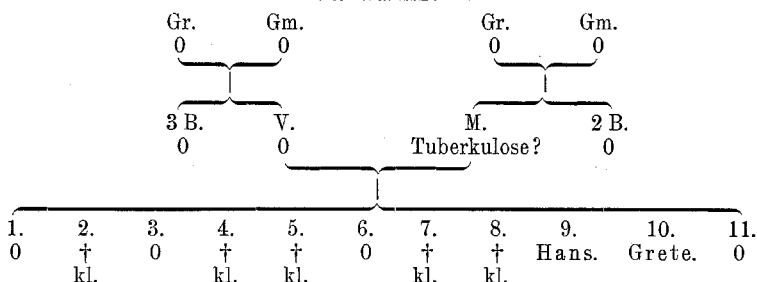 Gr. Gm. Gr. Gm.
0 0 0 0
3 B. V. M. 2 B.
0 0 Tuberkulose? 0
1. 2. 3. 4. 5. 6. 7. 8. 9. 10. 11.
0 † 0 † † 0 † † Hans. Grete. 0
kl. kl. kl. kl. kl.